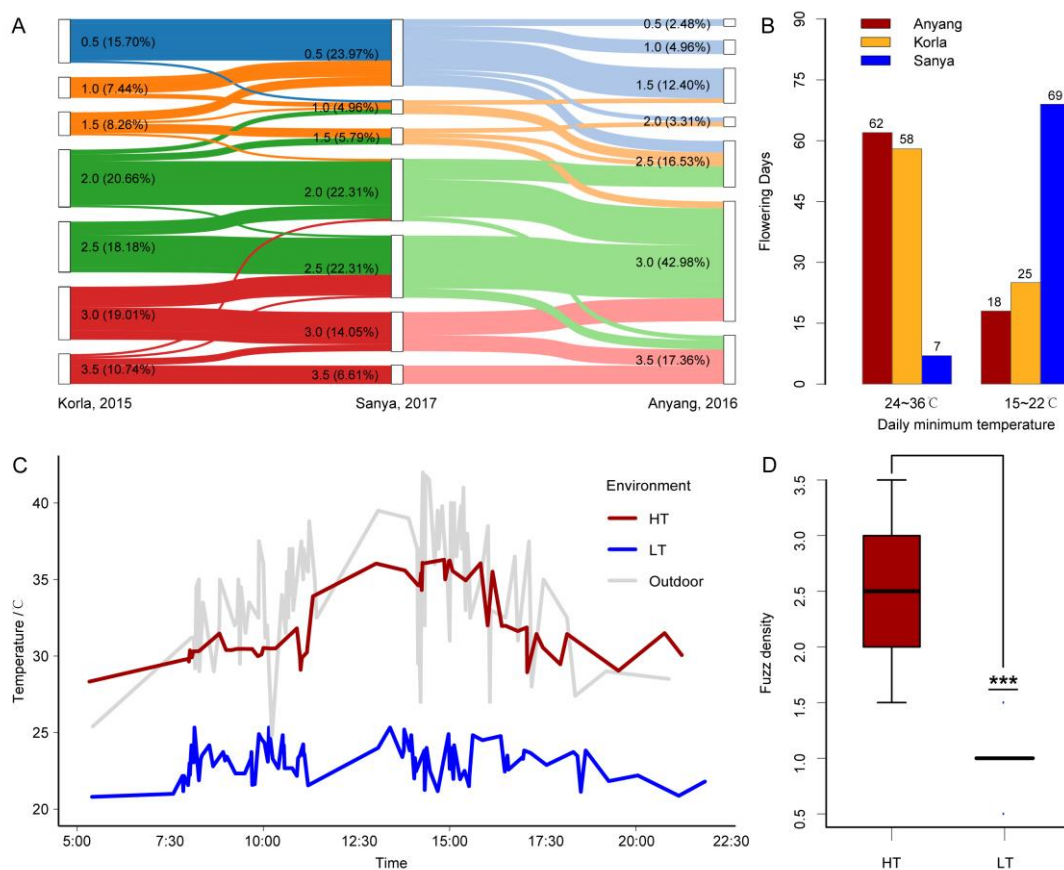 A
0.5 (15.70%)
1.0 (7.44%)
1.5 (8.26%)
2.0 (20.66%)
2.5 (18.18%)
3.0 (19.01%)
3.5 (10.74%)
0.5 (23.97%)
1.0 (4.96%)
1.5 (5.79%)
2.0 (22.31%)
2.5 (22.31%)
3.0 (14.05%)
3.5 (6.61%)
0.5 (2.48%)
1.0 (4.96%)
1.5 (12.40%)
2.0 (3.31%)
2.5 (16.53%)
3.0 (42.98%)
3.5 (17.36%)
Korla, 2015
Sanya, 2017
Anyang, 2016
B
Flowering Days
90
75
60
45
30
15
0
Anyang
Korla
Sanya
62
58
7
18
25
69
24~36℃
15~22℃
Daily minimum temperature
C
Temperature / ℃
40
35
30
25
20
Environment
HT
LT
Outdoor
5:00
7:30
10:00
12:30
15:00
17:30
20:00
22:30
Time
D
Fuzz density
3.5
3.0
2.5
2.0
1.5
1.0
0.5
***
HT
LT